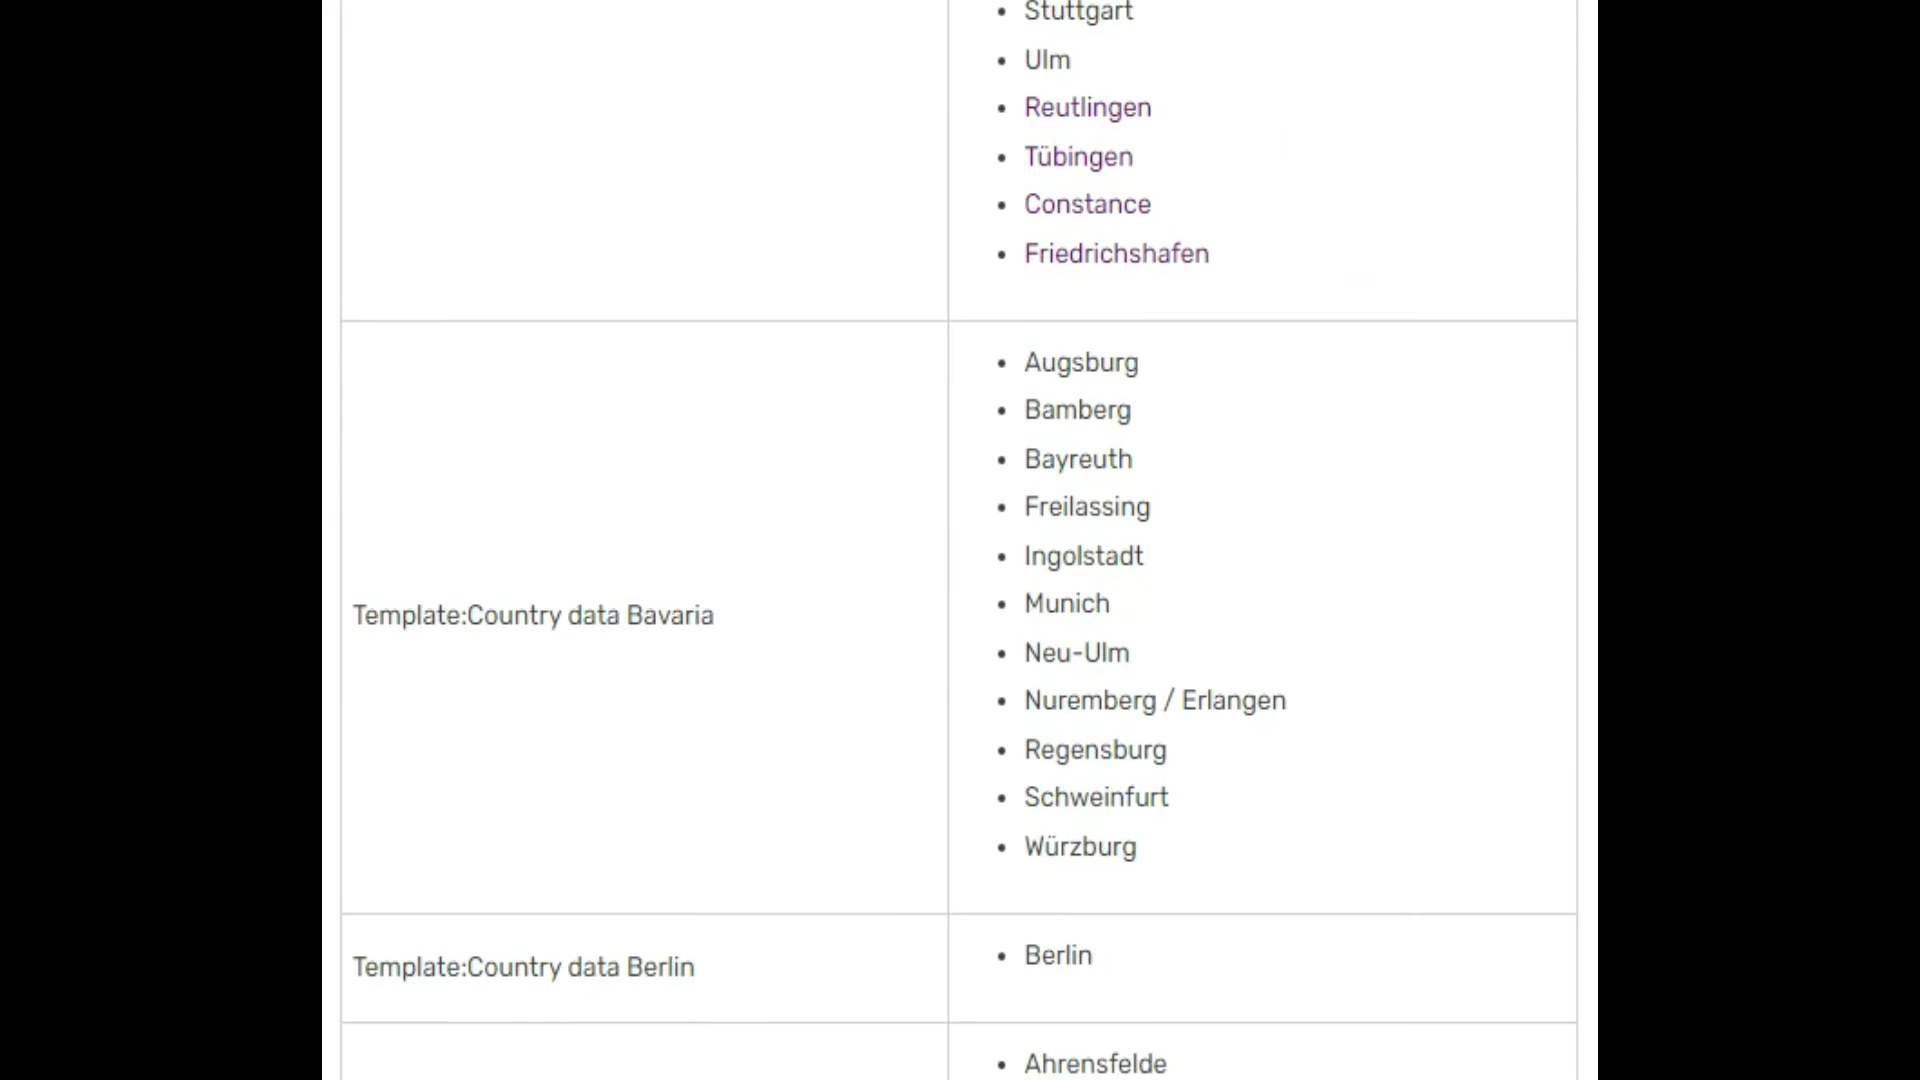 Stuttgart
Ulm
Reutlingen
Tübingen
Constance
Friedrichshafen
Template:Country data Bavaria
Augsburg
Bamberg
Bayreuth
Freilassing
Ingolstadt
Munich
Neu-Ulm
Nuremberg / Erlangen
Regensburg
Schweinfurt
Würzburg
Template:Country data Berlin
Berlin
Ahrensfelde